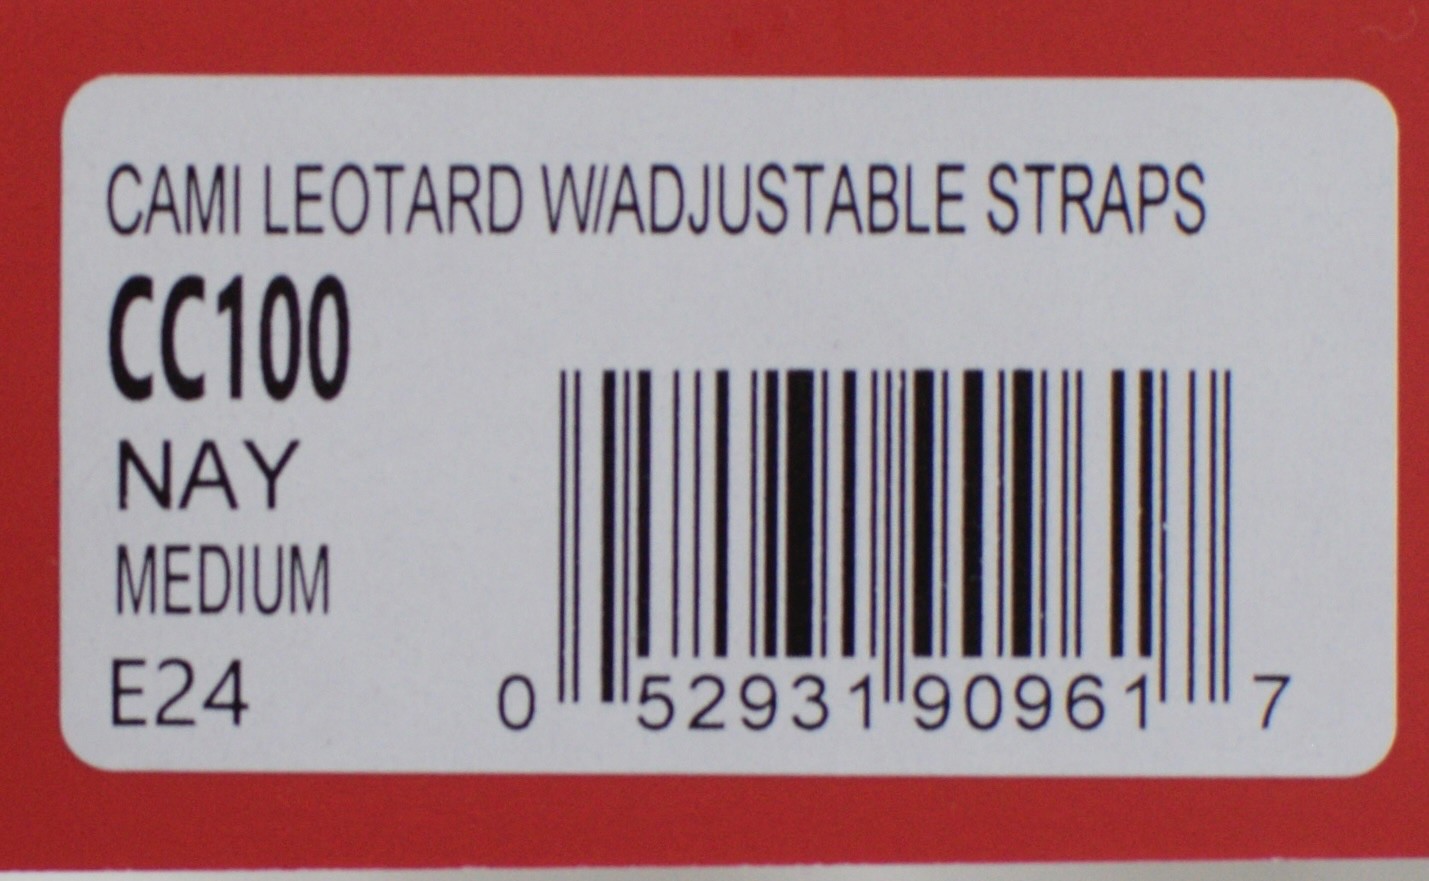 CAMI LEOTARD W/ADJUSTABLE STRAPS
CC100
NAY
MEDIUM
E24
0 52931 90961 7